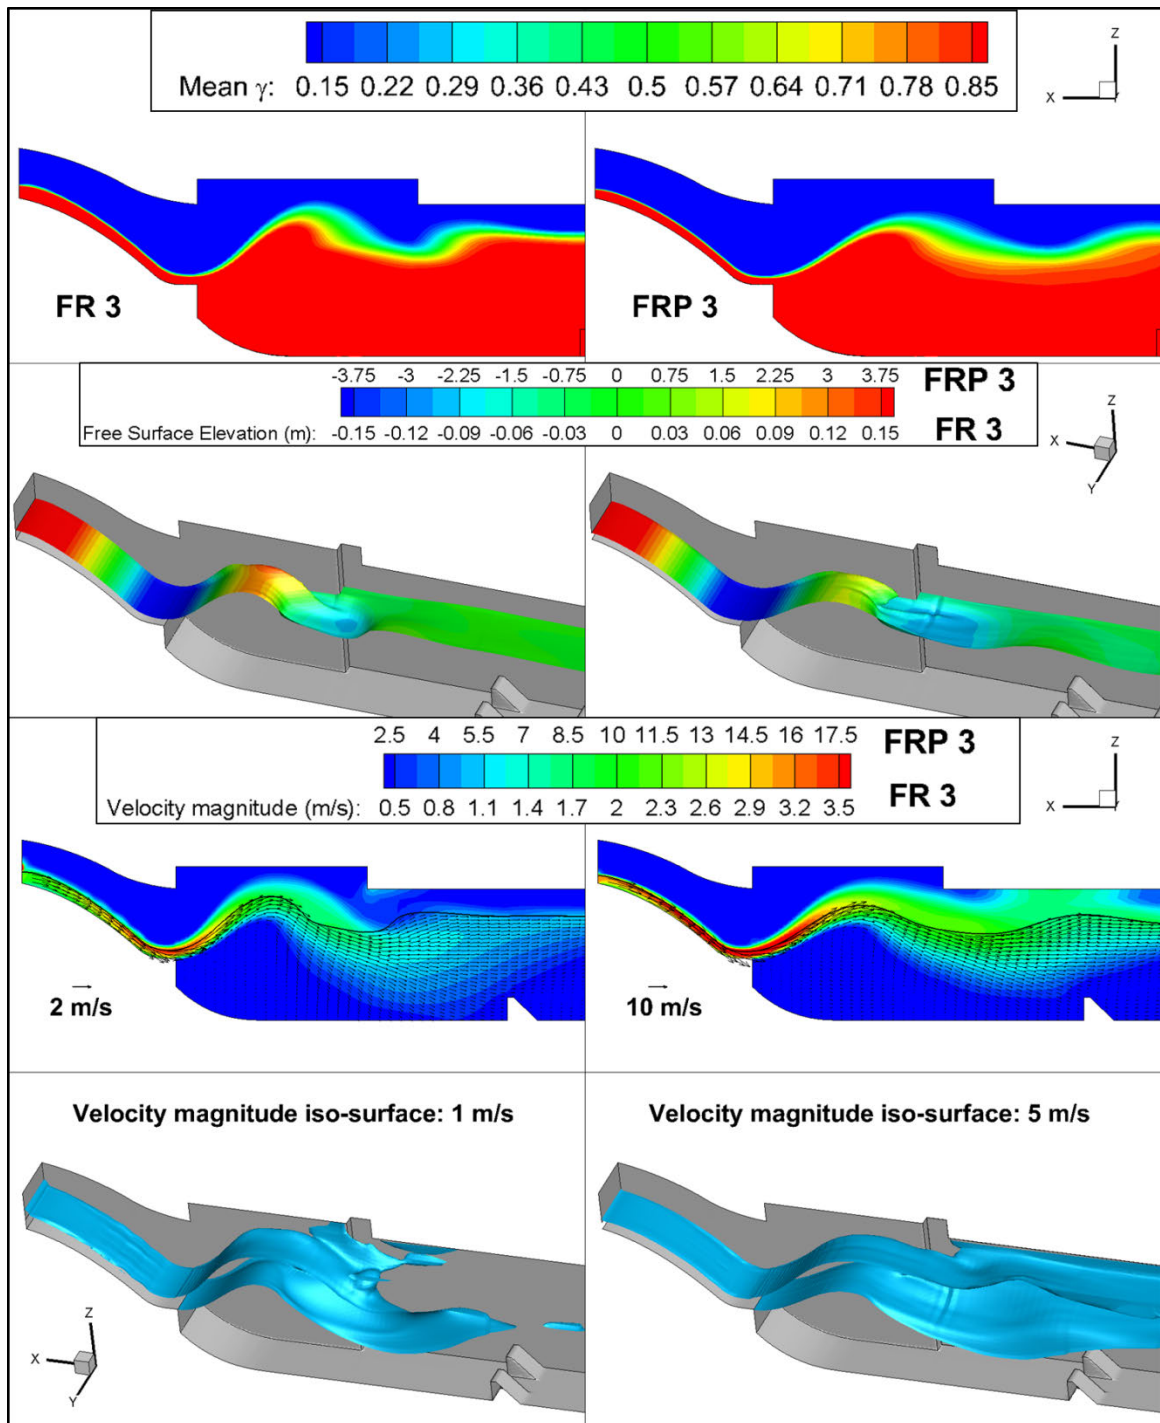 Mean γ: 0.15 0.22 0.29 0.36 0.43 0.5 0.57 0.64 0.71 0.78 0.85
Z
X
Y
FR 3
FRP 3
-3.75 -3 -2.25 -1.5 -0.75 0 0.75 1.5 2.25 3 3.75 FRP 3
Free Surface Elevation (m): -0.15 -0.12 -0.09 -0.06 -0.03 0 0.03 0.06 0.09 0.12 0.15 FR 3
Z
X
Y
2.5 4 5.5 7 8.5 10 11.5 13 14.5 16 17.5 FRP 3
Velocity magnitude (m/s): 0.5 0.8 1.1 1.4 1.7 2 2.3 2.6 2.9 3.2 3.5 FR 3
Z
X
Y
2 m/s
10 m/s
Velocity magnitude iso-surface: 1 m/s
Velocity magnitude iso-surface: 5 m/s
Z
X
Y